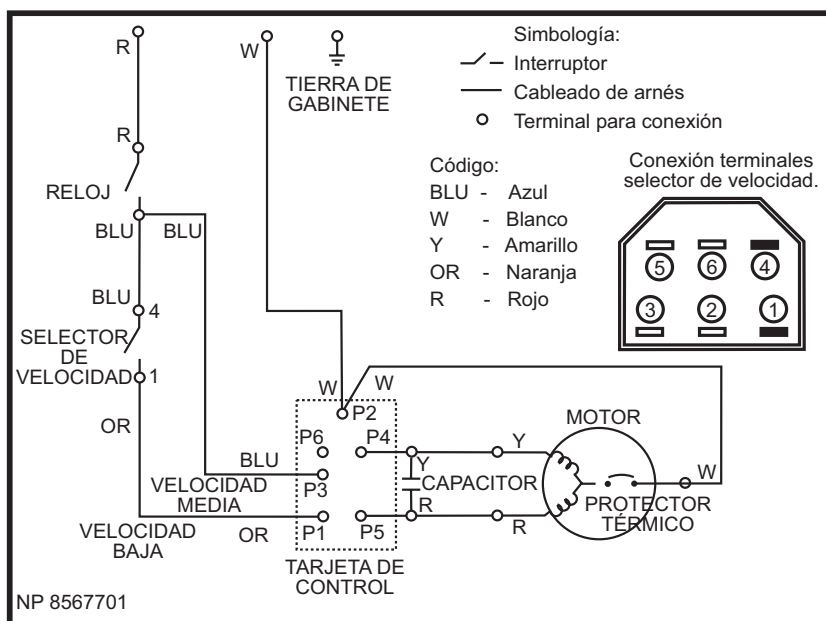 R
W
TIERRA DE
GABINETE
Simbología:
Interruptor
Cableado de arnés
Terminal para conexión
Código:
BLU - Azul
W - Blanco
Y - Amarillo
OR - Naranja
R - Rojo
Conexión terminales
selector de velocidad.
5 6 4
3 2 1
R
RELOJ
BLU BLU
BLU
4
SELECTOR
DE
VELOCIDAD
1
OR
W W
P2
P6 P4
BLU
P3
VELOCIDAD
MEDIA
VELOCIDAD
BAJA
OR
P1 P5
TARJETA DE
CONTROL
Y Y
CAPACITOR
R R
MOTOR
W
PROTECTOR
TÉRMICO
NP 8567701